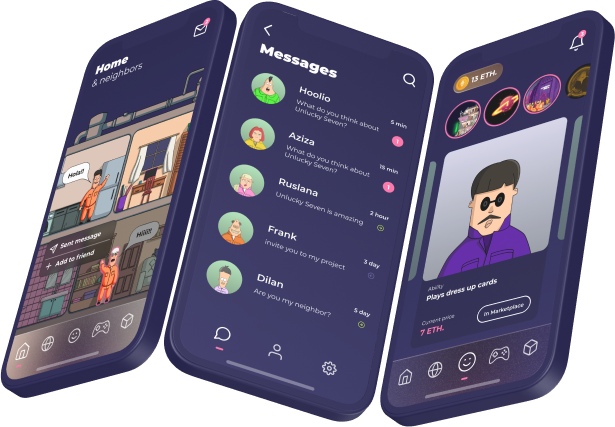 Home
& neighbors
Hola!!
Hiii!!
Sent message
Add to friend
Messages
Hoolio
What do you think about
Unlucky Seven?
5 min
1
Aziza
What do you think about
Unlucky Seven?
15 min
1
Ruslana
Unlucky Seven is amazing
2 hour
Frank
invite you to my project
3 day
Dilan
Are you my neighbor?
5 day
13 ETH.
Ability
Plays dress up cards
Current price
7 ETH.
In Marketplace